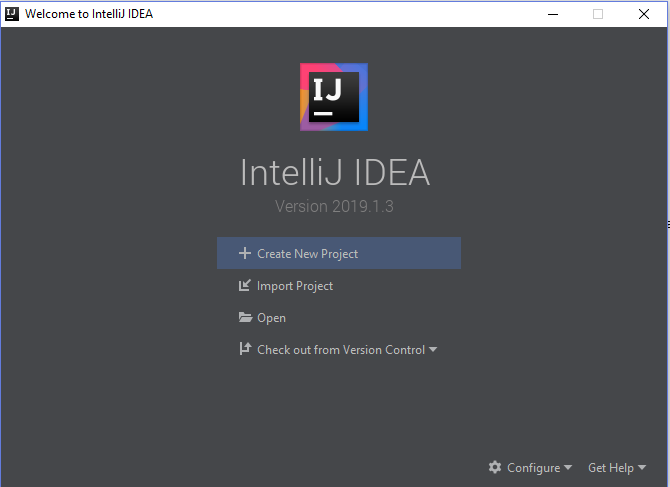 Welcome to IntelliJ IDEA
IJ
IntelliJ IDEA
Version 2019.1.3
Create New Project
Import Project
Open
Check out from Version Control
Configure
Get Help